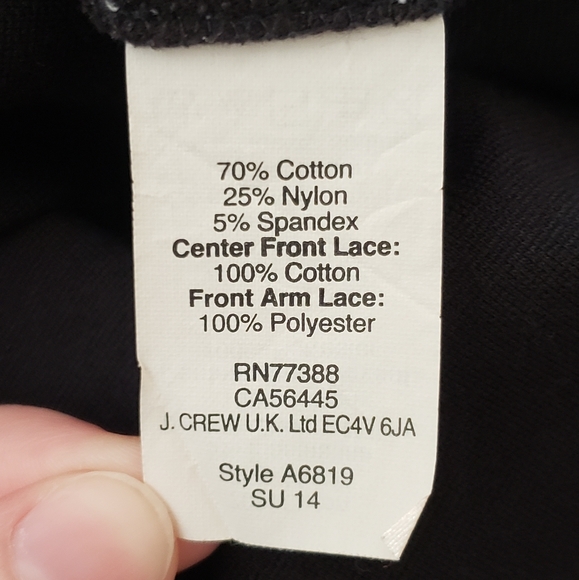 70% Cotton
25% Nylon
5% Spandex
Center Front Lace:
100% Cotton
Front Arm Lace:
100% Polyester
RN77388
CA56445
J. CREW U.K. Ltd EC4V 6JA
Style A6819
SU 14